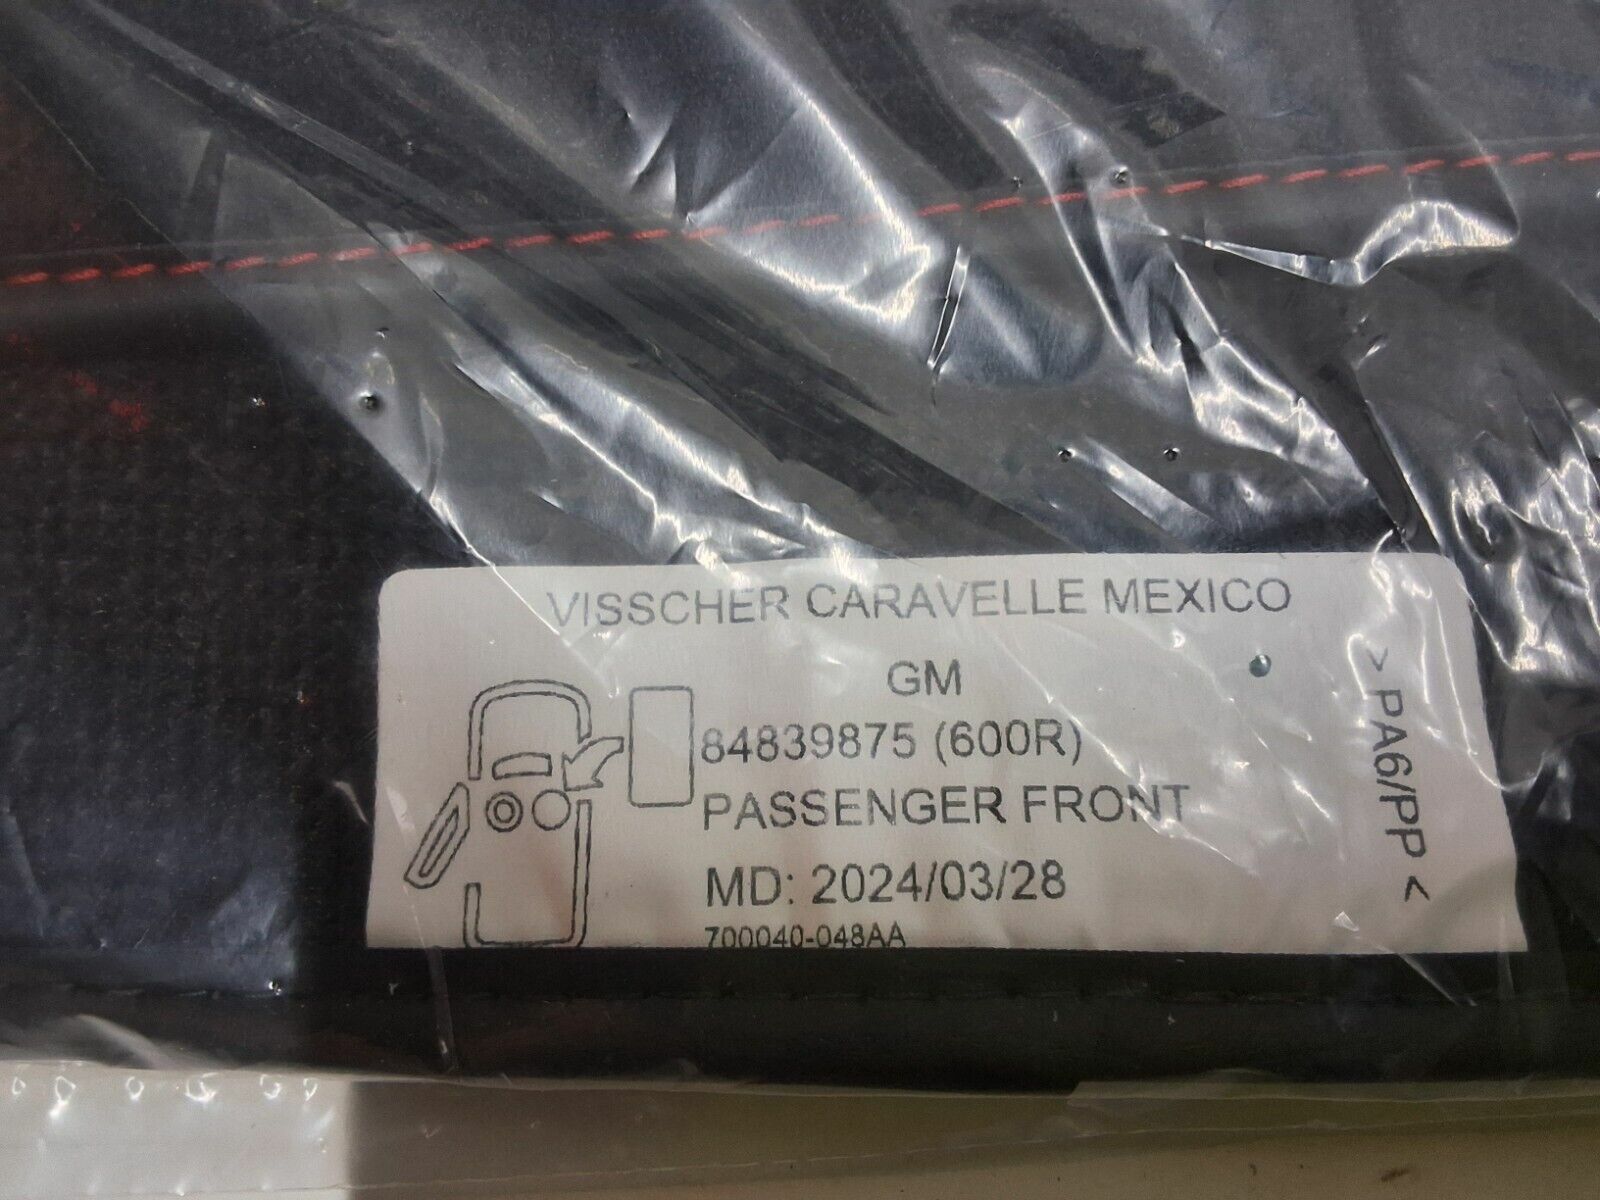 VISSCHER CARAVELLE MEXICO
GM
84839875 (600R)
PASSENGER FRONT
MD: 2024/03/28
700040-048AA
>PA6/PP<